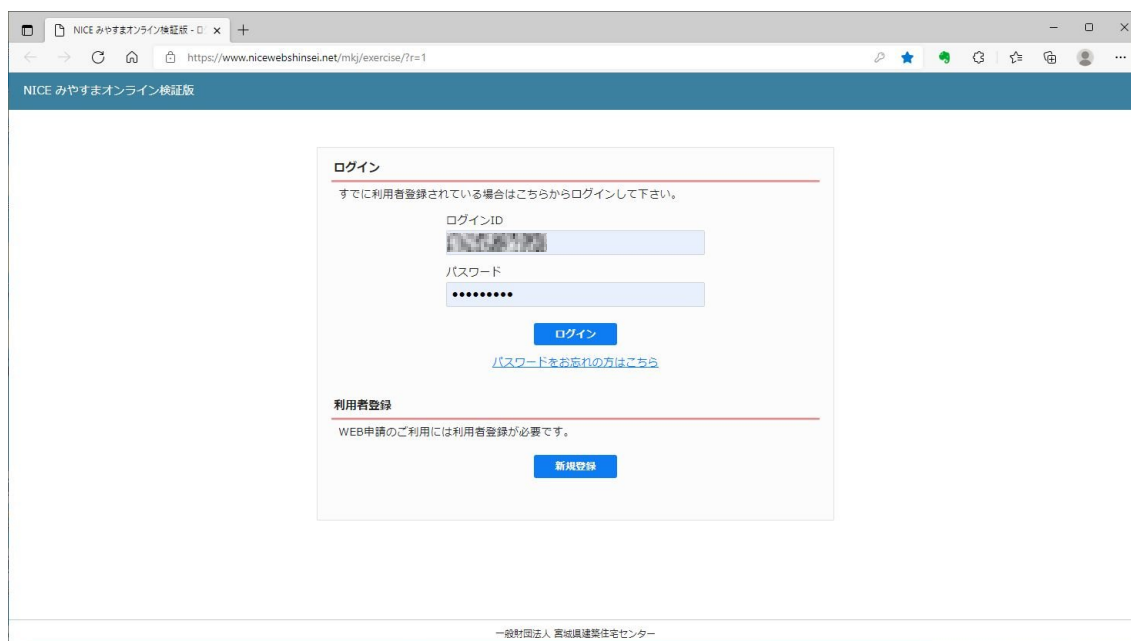 NICE みやすまオンライン検証版 - D
https://www.nicewebshinsei.net/mkj/exercise/?r=1
NICE みやすまオンライン検証版
ログイン
すでに利用者登録されている場合はこちらからログインして下さい。
ログインID
パスワード
•••••••••
ログイン
パスワードをお忘れの方はこちら
利用者登録
WEB申請のご利用には利用者登録が必要です。
新規登録
一般財団法人 宮城県建築住宅センター